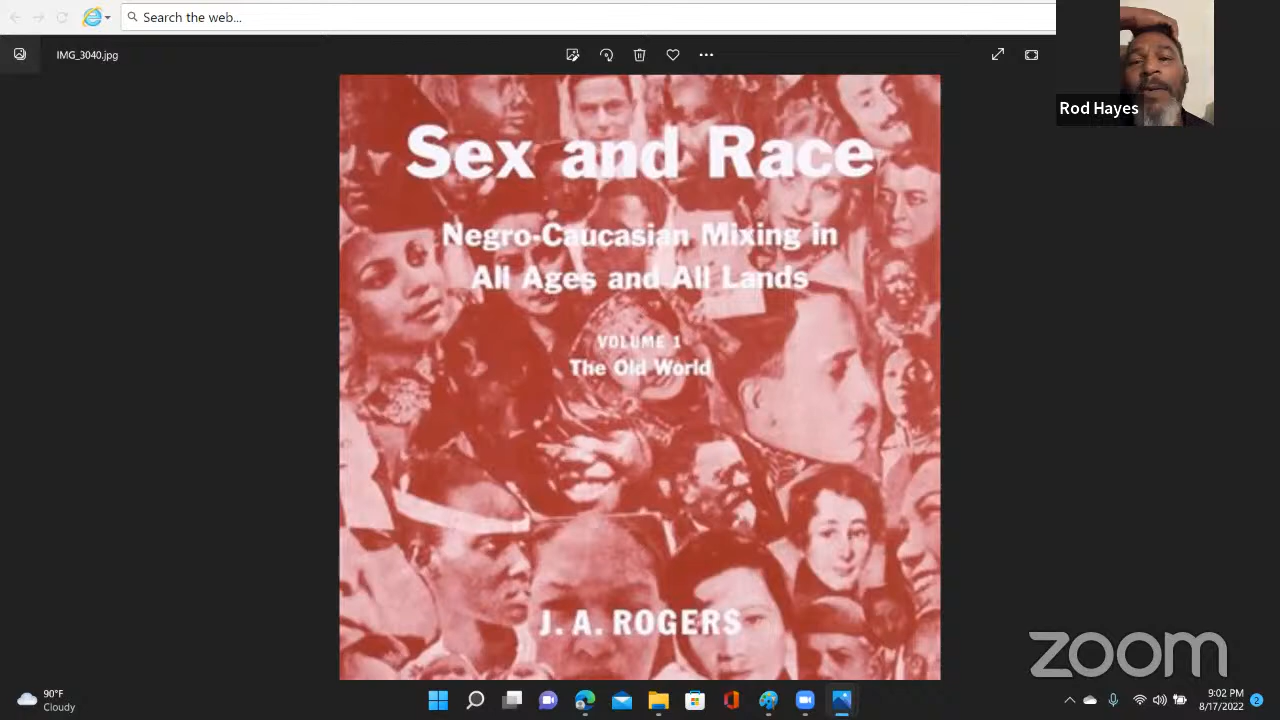 Search the web...
IMG_3040.jpg
Rod Hayes
Sex and Race
Negro-Caucasian Mixing in
All Ages and All Lands
VOLUME 1
The Old World
J. A. ROGERS
zoom
90°F
Cloudy
9:02 PM
8/17/2022
2